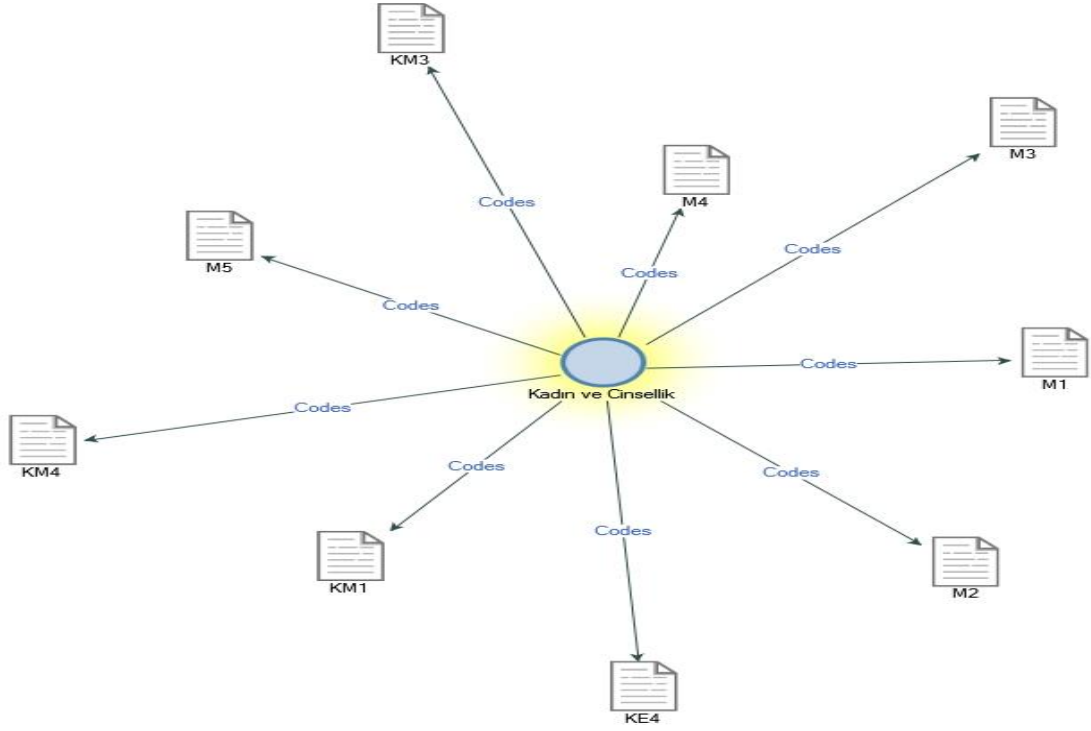 KM3
M3
Codes
M4
M5
Codes
Codes
Codes
Codes
M1
Kadın ve Cinsellik
Codes
KM4
Codes
Codes
KM1
Codes
M2
KE4